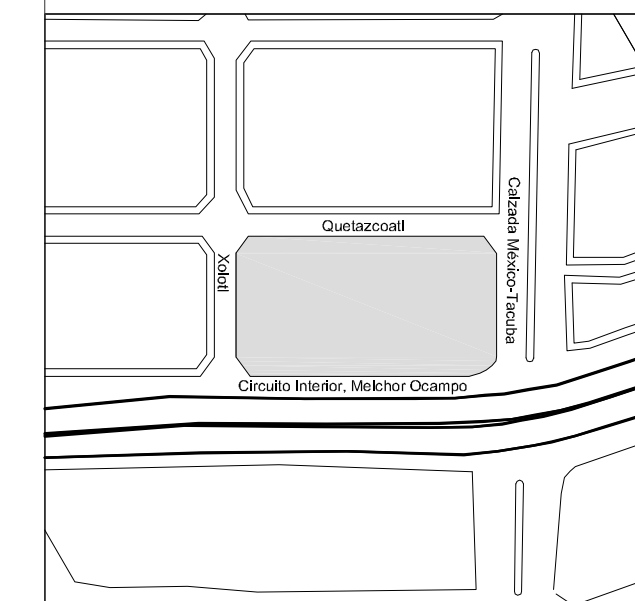 Quetazcoatl
Xolotl
Calzada México-Tacuba
Circuito Interior, Melchor Ocampo